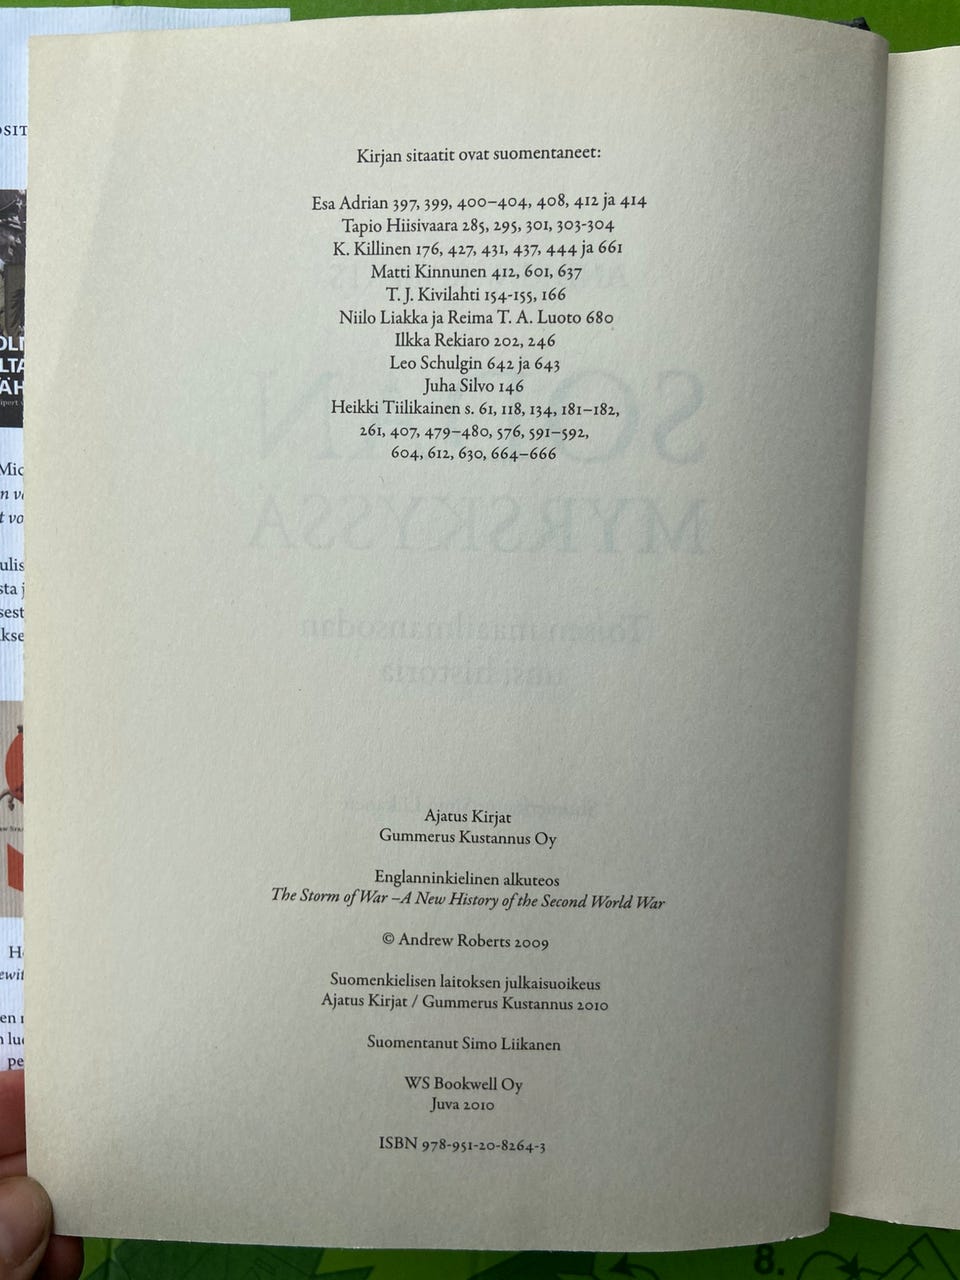 Kirjan sitaatit ovat suomentaneet:
Esa Adrian 397, 399, 400–404, 408, 412 ja 414
Tapio Hiisivaara 285, 295, 301, 303-304
K. Killinen 176, 427, 431, 437, 444 ja 661
Matti Kinnunen 412, 601, 637
T. J. Kivilahti 154-155, 166
Niilo Liakka ja Reima T. A. Luoto 680
Ilkka Rekiaro 202, 246
Leo Schulgin 642 ja 643
Juha Silvo 146
Heikki Tiilikainen s. 61, 118, 134, 181–182,
261, 407, 479–480, 576, 591–592,
604, 612, 630, 664–666
Ajatus Kirjat
Gummerus Kustannus Oy
Englanninkielinen alkuteos
The Storm of War –A New History of the Second World War
© Andrew Roberts 2009
Suomenkielisen laitoksen julkaisuoikeus
Ajatus Kirjat / Gummerus Kustannus 2010
Suomentanut Simo Liikanen
WS Bookwell Oy
Juva 2010
ISBN 978-951-20-8264-3
8.